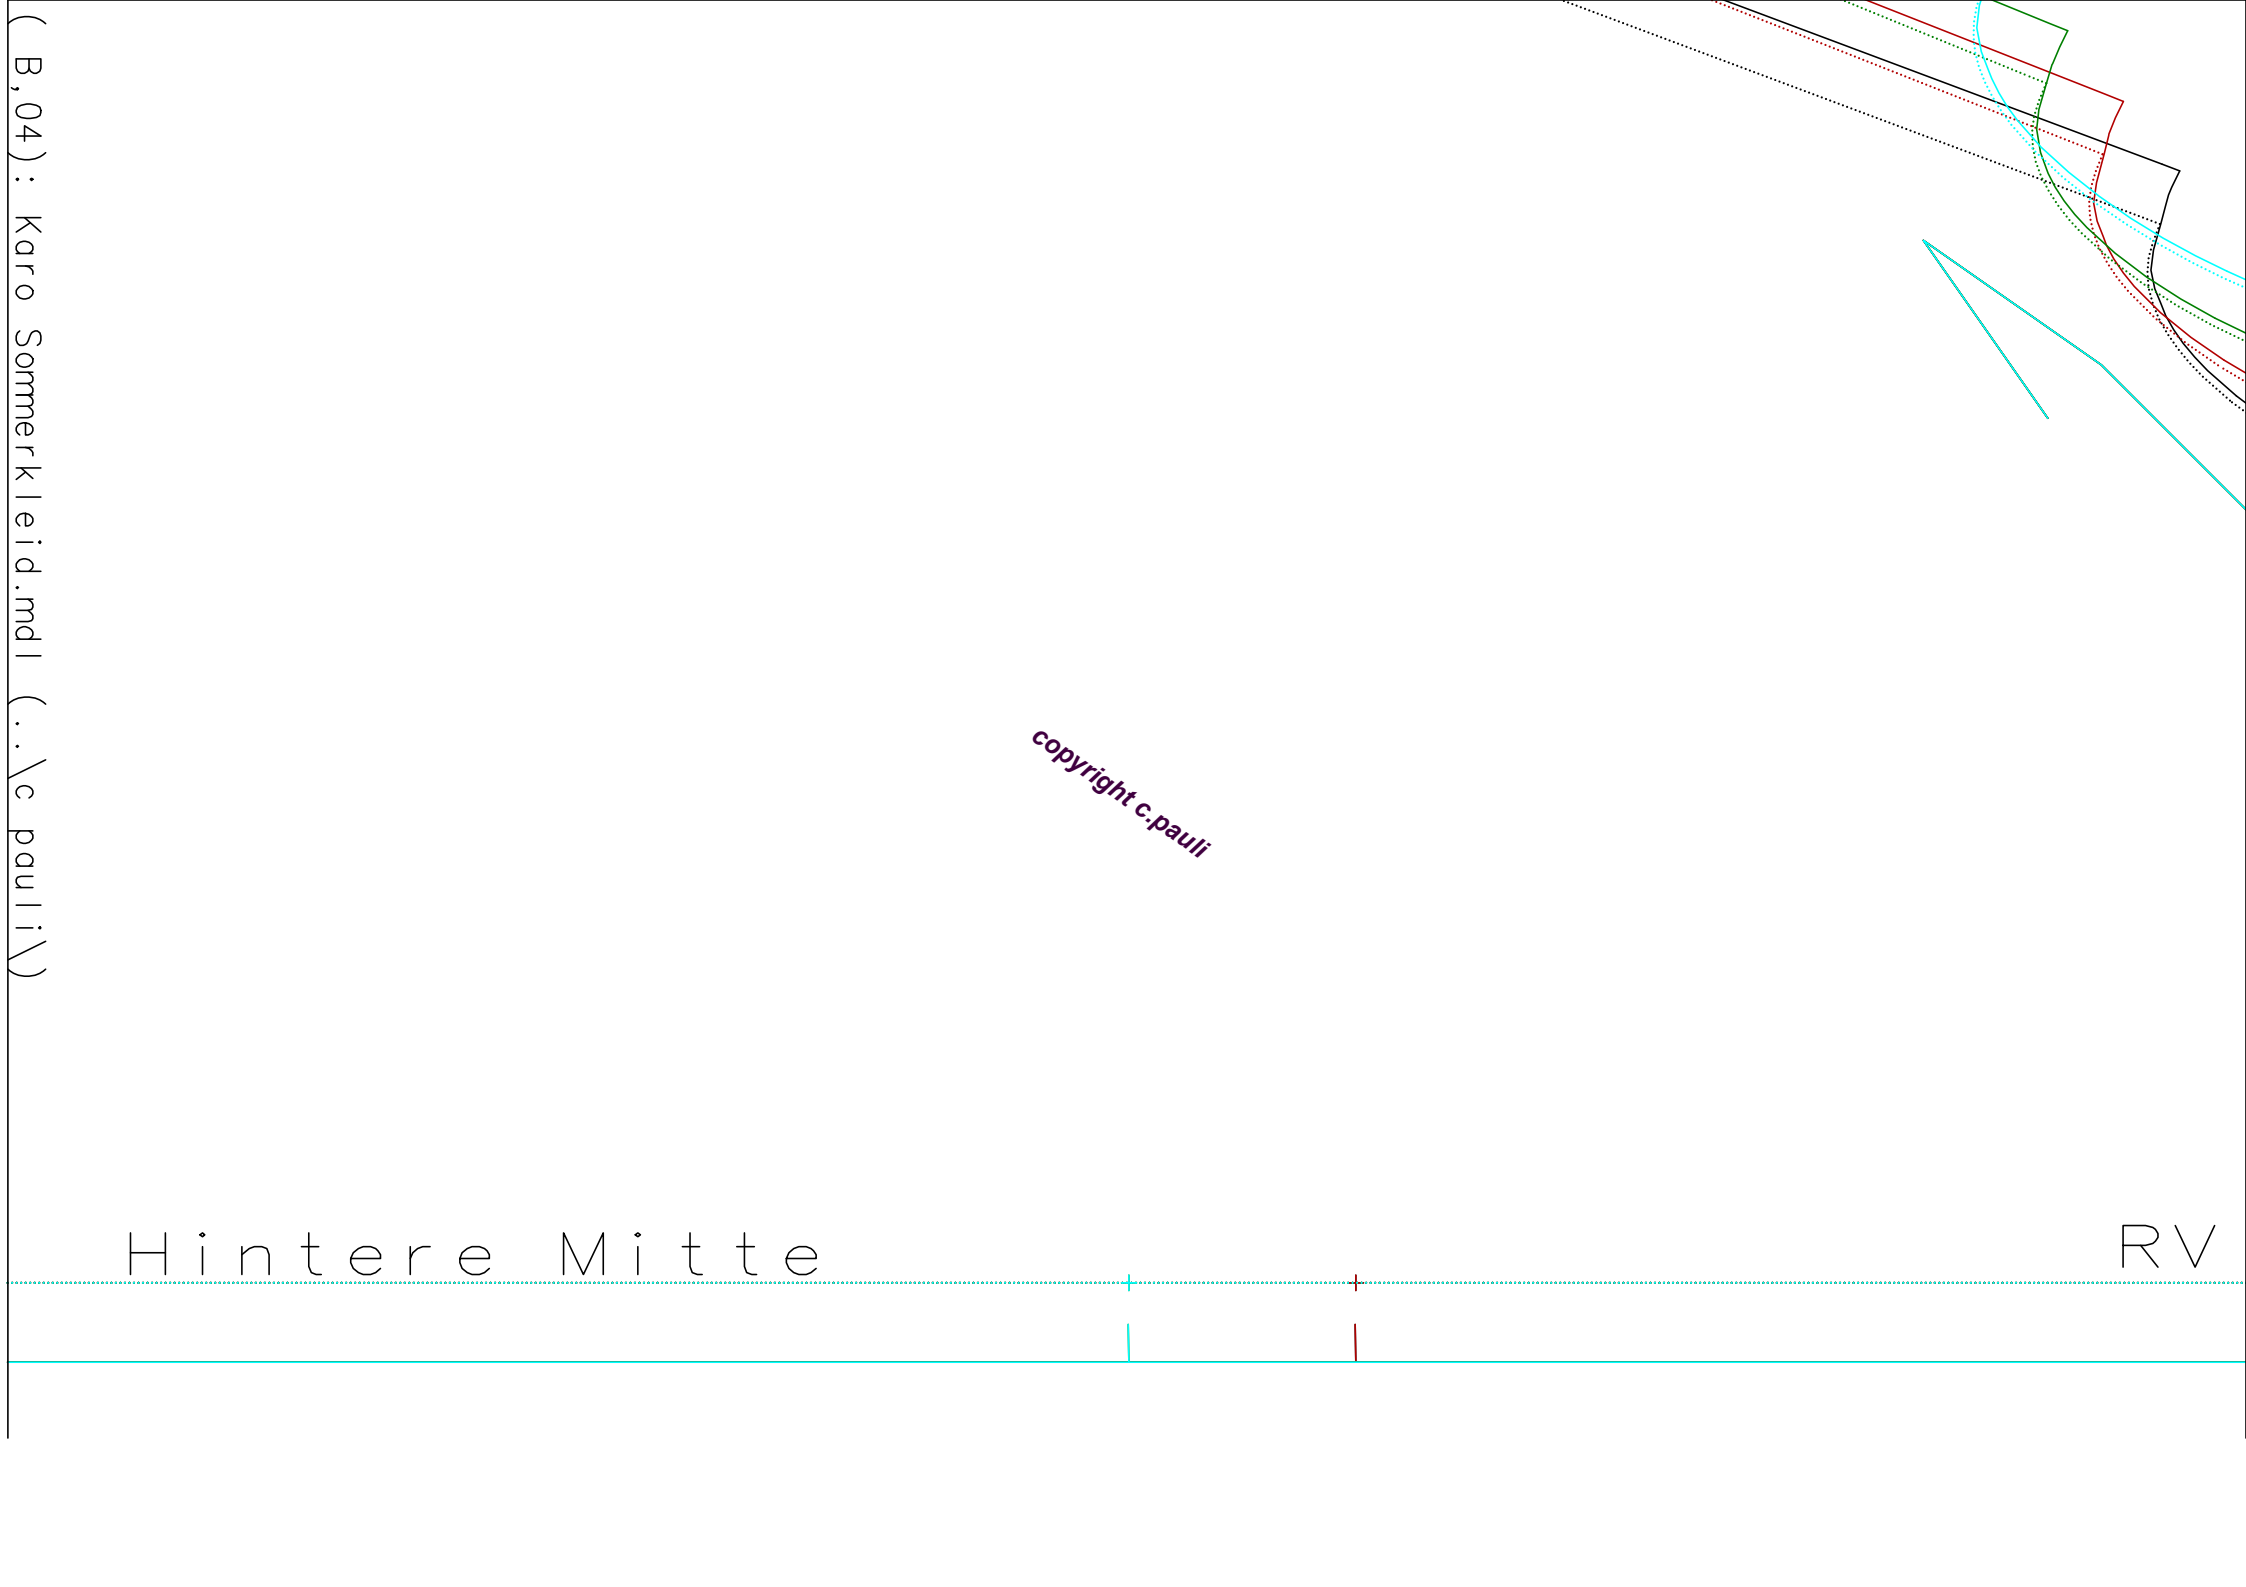 ( B,04): Karo Sommerkleid.mdl (..\c pauli\)
copyright c.pauli
Hintere Mitte
RV